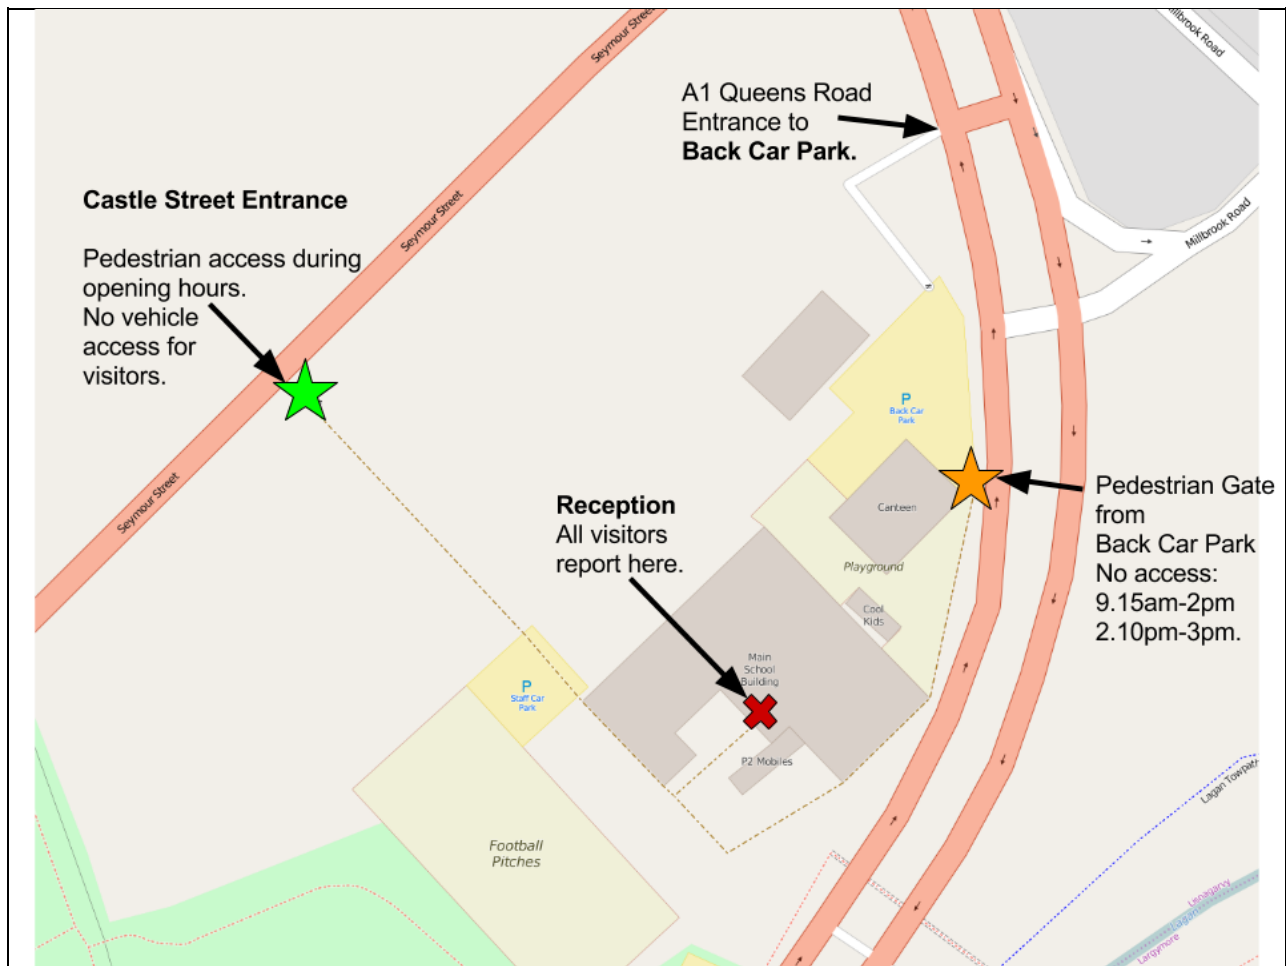 Seymour Street
Millbrook Road
A1 Queens Road
Entrance to
Back Car Park.
Castle Street Entrance
Seymour Street
Millbrook Road
Pedestrian access during
opening hours.
No vehicle
access for
visitors.
P
Back Car
Park
Seymour Street
Reception
All visitors
report here.
Canteen
Pedestrian Gate
from
Back Car Park
No access:
9.15am-2pm
2.10pm-3pm.
Playground
Cool
Kids
Main
School
Building
P
Staff Car
Park
P2 Mobiles
Lagan Towpath
Football
Pitches
Lisnagarvy
Lagan
Largymore